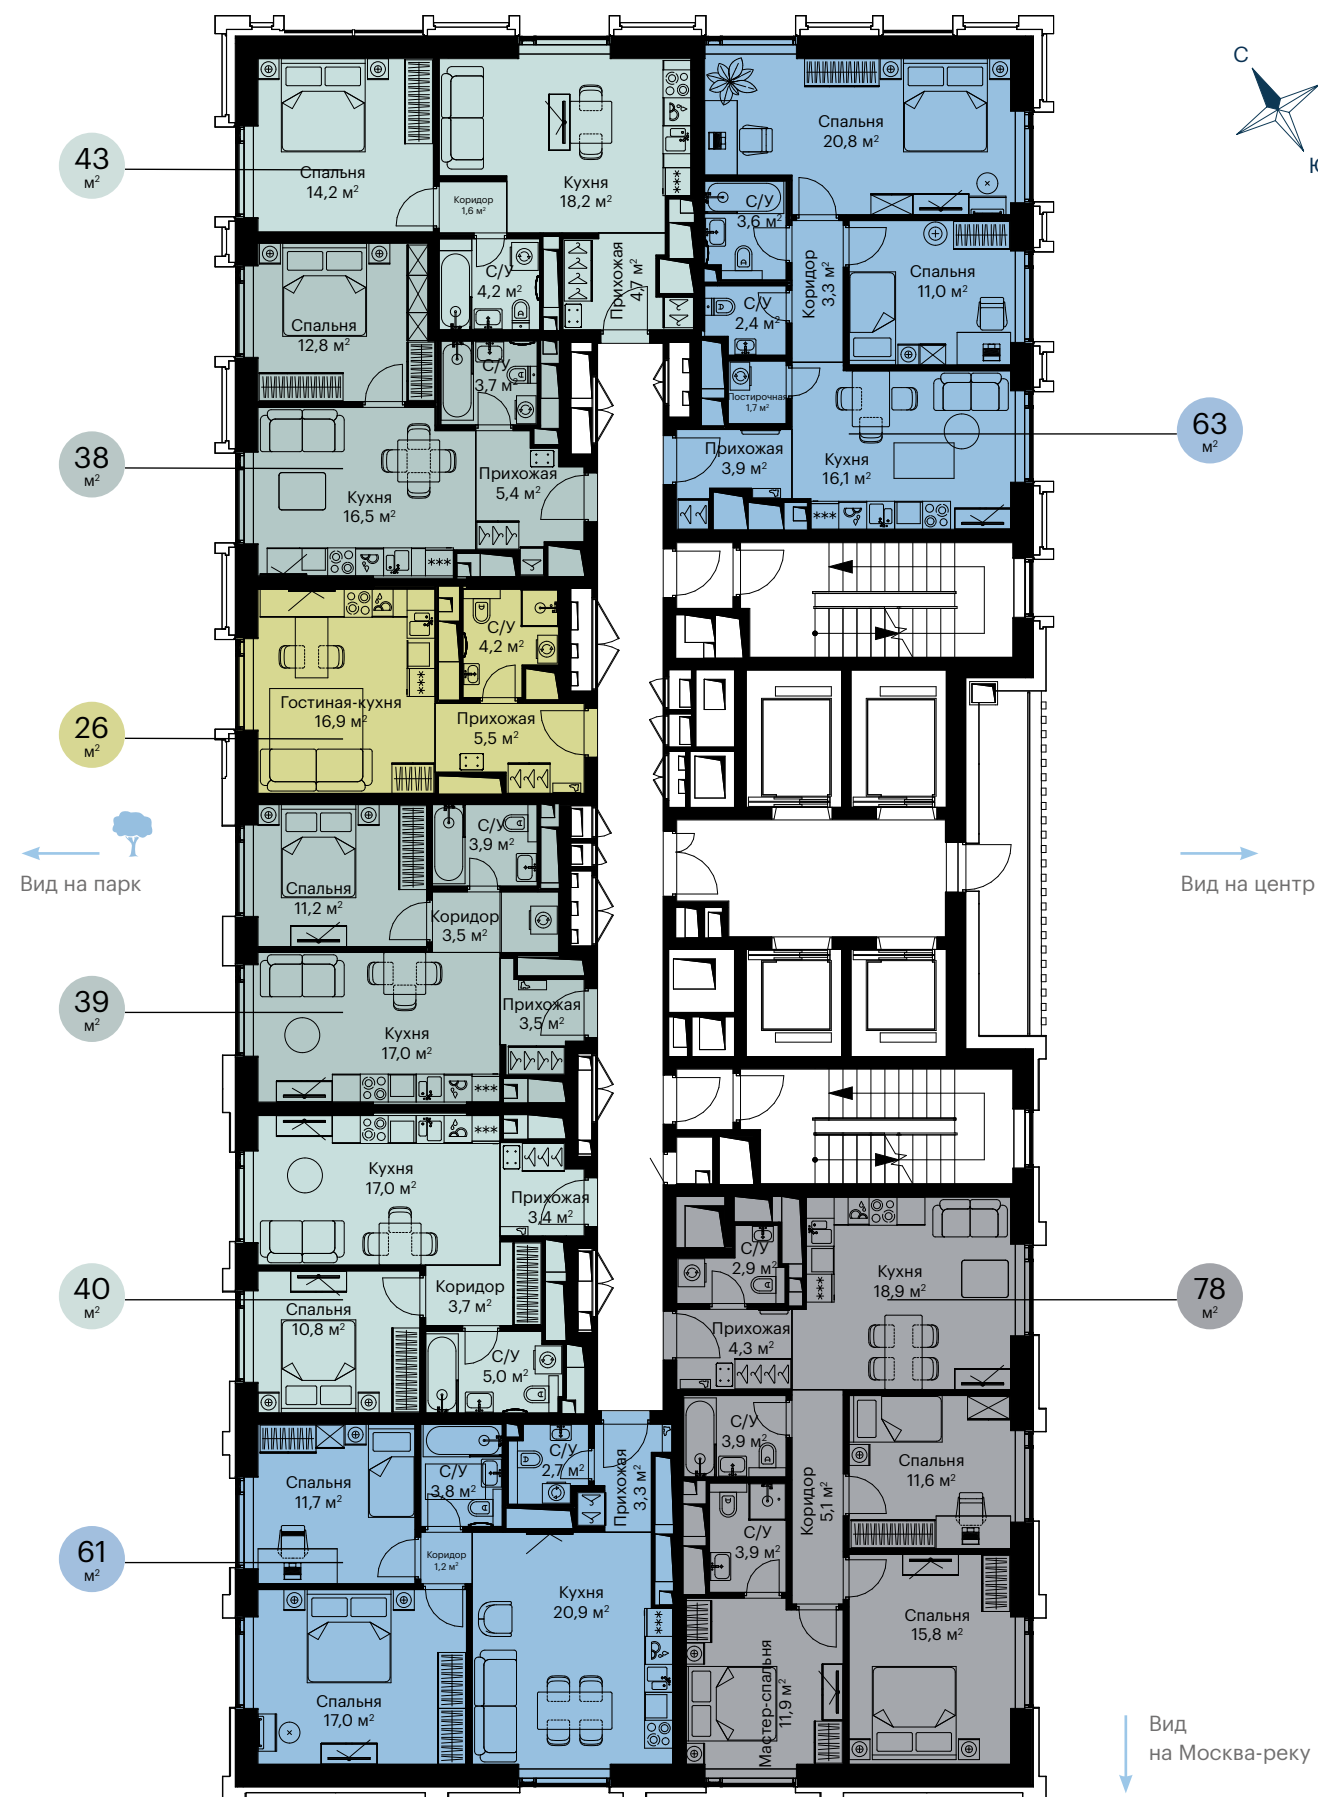 С
Ю
43
м²
Спальня
14,2 м²
Коридор
1,6 м²
Кухня
18,2 м²
С/У
4,2 м²
Прихожая
4,7 м²
Спальня
20,8 м²
С/У
3,6 м²
Коридор
3,3 м²
Спальня
11,0 м²
С/У
2,4 м²
Постирочная
1,7 м²
Прихожая
3,9 м²
Кухня
16,1 м²
63
м²
Спальня
12,8 м²
С/У
3,7 м²
38
м²
Кухня
16,5 м²
Прихожая
5,4 м²
С/У
4,2 м²
Гостиная-кухня
16,9 м²
Прихожая
5,5 м²
26
м²
Вид на парк
Вид на центр
Спальня
11,2 м²
С/У
3,9 м²
Коридор
3,5 м²
39
м²
Кухня
17,0 м²
Прихожая
3,5 м²
Кухня
17,0 м²
Прихожая
3,4 м²
40
м²
Спальня
10,8 м²
Коридор
3,7 м²
С/У
5,0 м²
С/У
2,9 м²
Кухня
18,9 м²
78
м²
Прихожая
4,3 м²
С/У
3,9 м²
Коридор
5,1 м²
Спальня
11,6 м²
С/У
3,9 м²
Мастер-спальня
11,9 м²
Спальня
15,8 м²
Спальня
11,7 м²
С/У
3,8 м²
С/У
2,7 м²
Прихожая
3,3 м²
61
м²
Коридор
1,2 м²
Кухня
20,9 м²
Спальня
17,0 м²
Вид
на Москва-реку